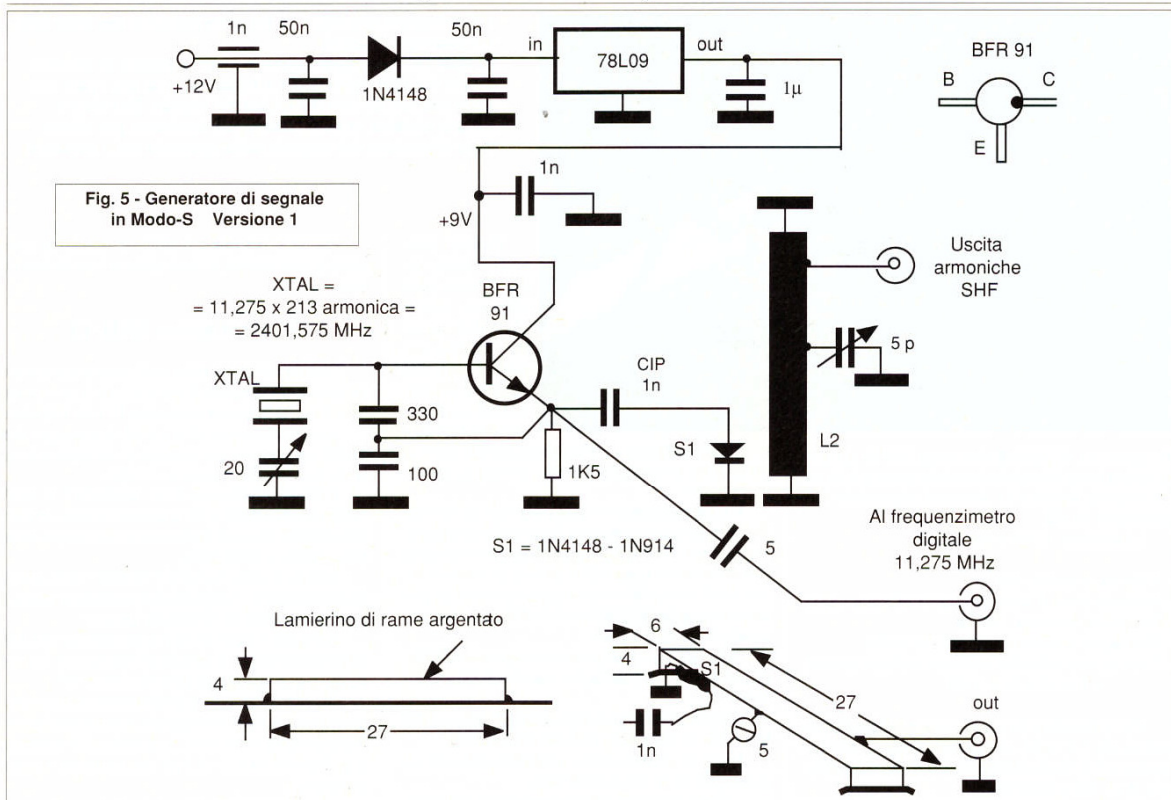 1n
50n
50n
in
78L09
out
+12V
1N4148
1µ
BFR 91
B
C
E
Fig. 5 - Generatore di segnale
in Modo-S Versione 1
1n
+9V
XTAL =
= 11,275 x 213 armonica =
= 2401,575 MHz
BFR
91
Uscita
armoniche
SHF
5 p
XTAL
CIP
1n
330
S1
L2
20
100
1K5
S1 = 1N4148 - 1N914
5
Al frequenzimetro
digitale
11,275 MHz
Lamierino di rame argentato
4
27
6
4
S1
27
out
1n
5